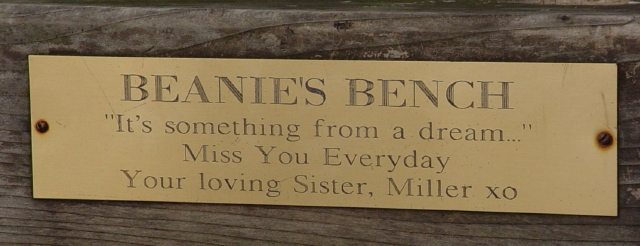 BEANIE'S BENCH
"It's something from a dream..."
Miss You Everyday
Your loving Sister, Miller xo